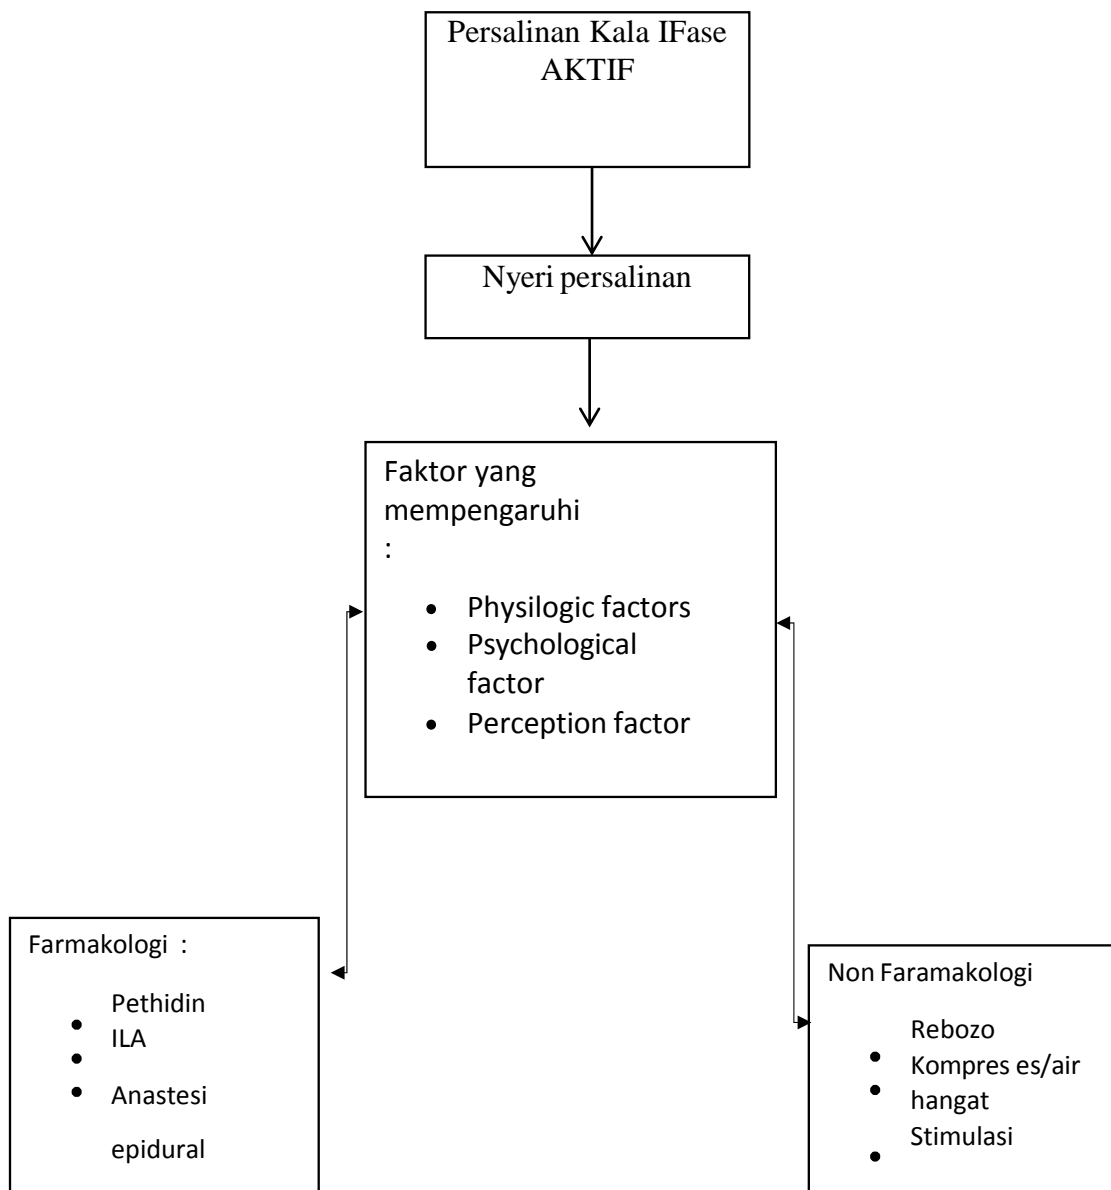 Persalinan Kala IFase
AKTIF
Nyeri persalinan
Faktor yang
mempengaruhi
:
• Physilogic factors
• Psychological
factor
• Perception factor
Farmakologi :
• Pethidin
• ILA
• Anastesi
epidural
Non Faramakologi
• Rebozo
• Kompres es/air
hangat
• Stimulasi